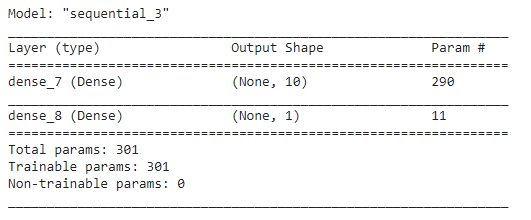 Model: "sequential_3"
_________________________________________________________________
Layer (type)                 Output Shape              Param #
=================================================================
dense_7 (Dense)              (None, 10)                290
_________________________________________________________________
dense_8 (Dense)              (None, 1)                 11
=================================================================
Total params: 301
Trainable params: 301
Non-trainable params: 0
_________________________________________________________________